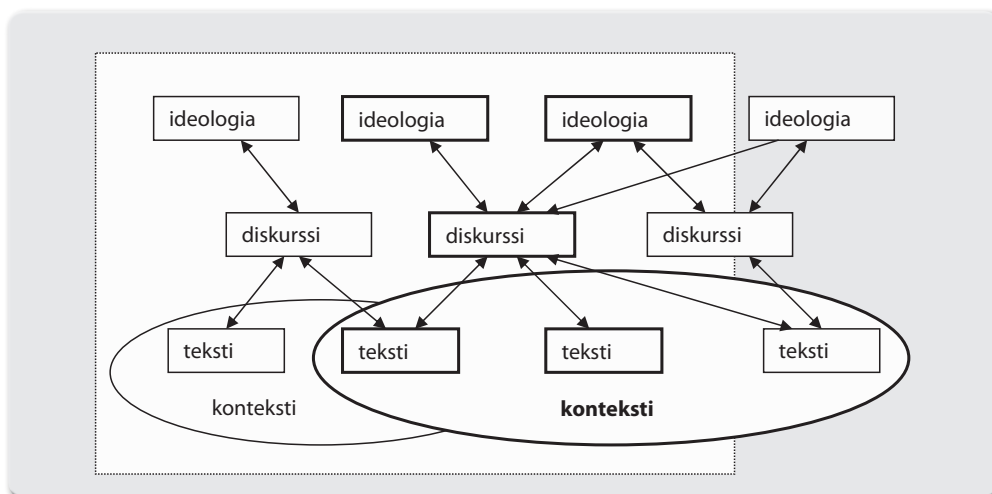 ideologia ideologia ideologia ideologia
diskurssi diskurssi diskurssi
teksti teksti teksti teksti
konteksti konteksti